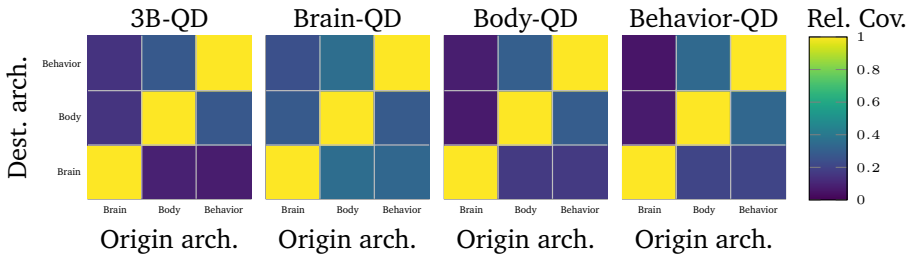 3B-QD Brain-QD Body-QD Behavior-QD Rel. Cov.
Dest. arch.
Behavior
Body
Brain
1
0.8
0.6
0.4
0.2
0
Brain Body Behavior Brain Body Behavior Brain Body Behavior Brain Body Behavior
Origin arch. Origin arch. Origin arch. Origin arch.